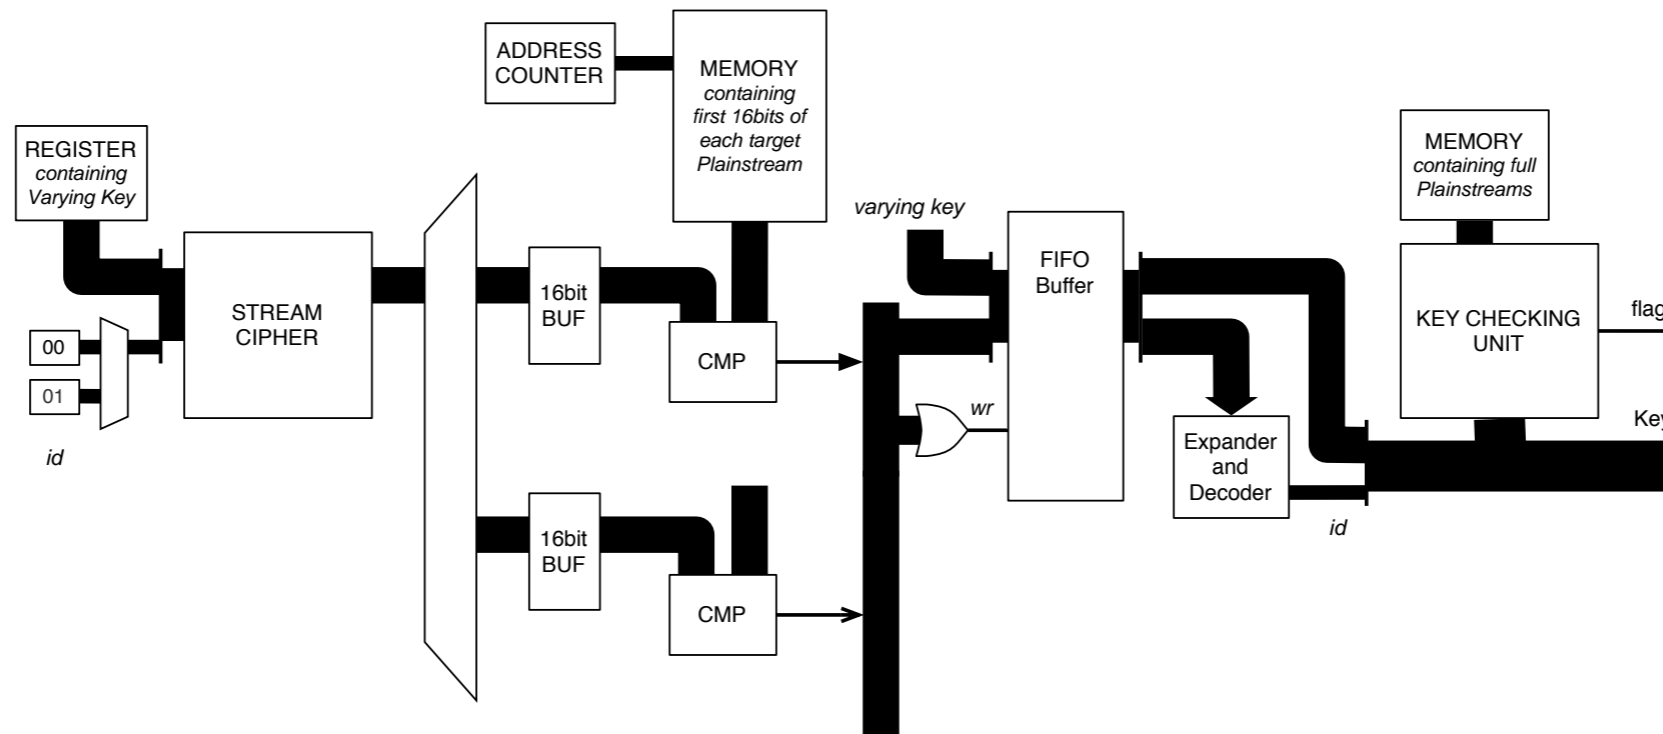 ADDRESS
COUNTER
MEMORY
containing
first 16bits of
each target
Plainstream
REGISTER
containing
Varying Key
00
01
id
STREAM
CIPHER
16bit
BUF
CMP
16bit
BUF
CMP
varying key
wr
FIFO
Buffer
Expander
and
Decoder
id
MEMORY
containing full
Plainstreams
KEY CHECKING
UNIT
flag
Key